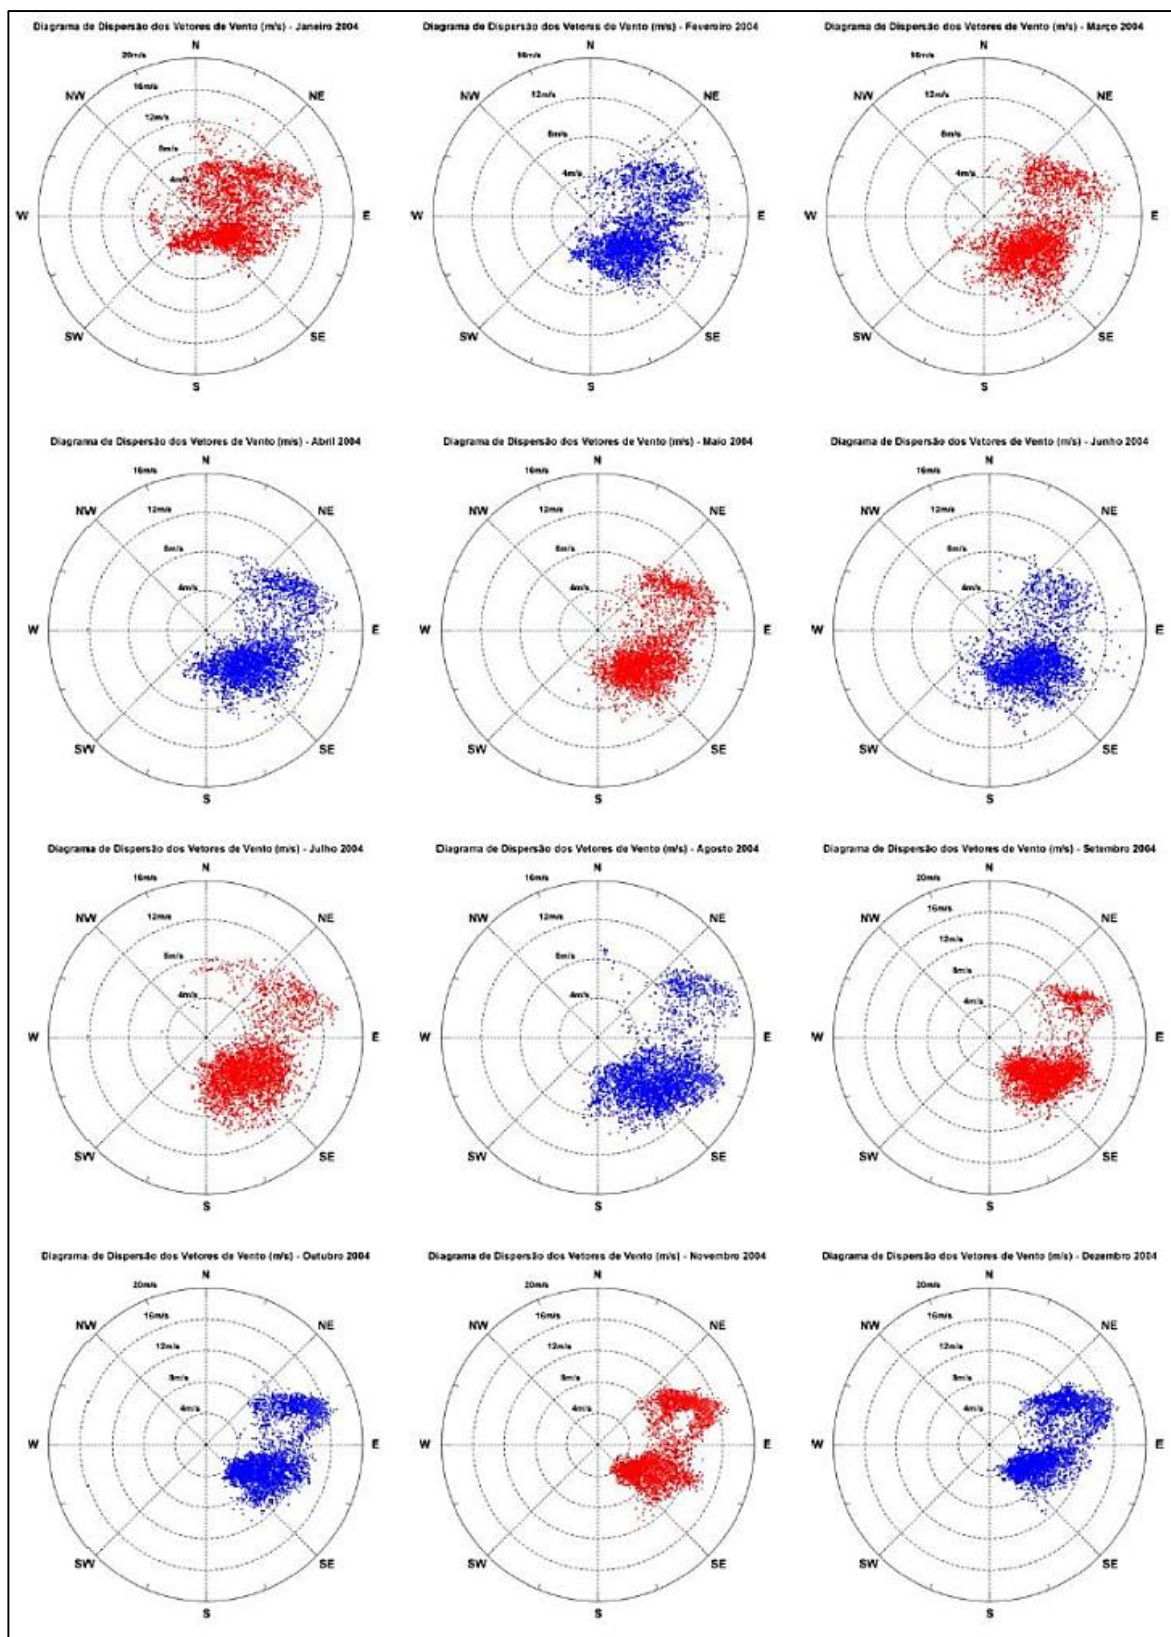 Diagrama de Dispersão dos Vetores de Vento (m/s) - Janeiro 2004
N
20m/s
16m/s
NW
NE
12m/s
8m/s
4m/s
W
E
SW
SE
S
Diagrama de Dispersão dos Vetores de Vento (m/s) - Fevereiro 2004
N
16m/s
12m/s
NW
NE
8m/s
4m/s
W
E
SW
SE
S
Diagrama de Dispersão dos Vetores de Vento (m/s) - Março 2004
N
16m/s
12m/s
NW
NE
8m/s
4m/s
W
E
SW
SE
S
Diagrama de Dispersão dos Vetores de Vento (m/s) - Abril 2004
N
16m/s
12m/s
NW
NE
8m/s
4m/s
W
E
SW
SE
S
Diagrama de Dispersão dos Vetores de Vento (m/s) - Maio 2004
N
16m/s
12m/s
NW
NE
8m/s
4m/s
W
E
SW
SE
S
Diagrama de Dispersão dos Vetores de Vento (m/s) - Junho 2004
N
16m/s
12m/s
NW
NE
8m/s
4m/s
W
E
SW
SE
S
Diagrama de Dispersão dos Vetores de Vento (m/s) - Julho 2004
N
16m/s
12m/s
NW
NE
8m/s
4m/s
W
E
SW
SE
S
Diagrama de Dispersão dos Vetores de Vento (m/s) - Agosto 2004
N
16m/s
12m/s
NW
NE
8m/s
4m/s
W
E
SW
SE
S
Diagrama de Dispersão dos Vetores de Vento (m/s) - Setembro 2004
N
20m/s
16m/s
NW
NE
12m/s
8m/s
4m/s
W
E
SW
SE
S
Diagrama de Dispersão dos Vetores de Vento (m/s) - Outubro 2004
N
20m/s
16m/s
NW
NE
12m/s
8m/s
4m/s
W
E
SW
SE
S
Diagrama de Dispersão dos Vetores de Vento (m/s) - Novembro 2004
N
20m/s
16m/s
NW
NE
12m/s
8m/s
4m/s
W
E
SW
SE
S
Diagrama de Dispersão dos Vetores de Vento (m/s) - Dezembro 2004
N
20m/s
16m/s
NW
NE
12m/s
8m/s
4m/s
W
E
SW
SE
S